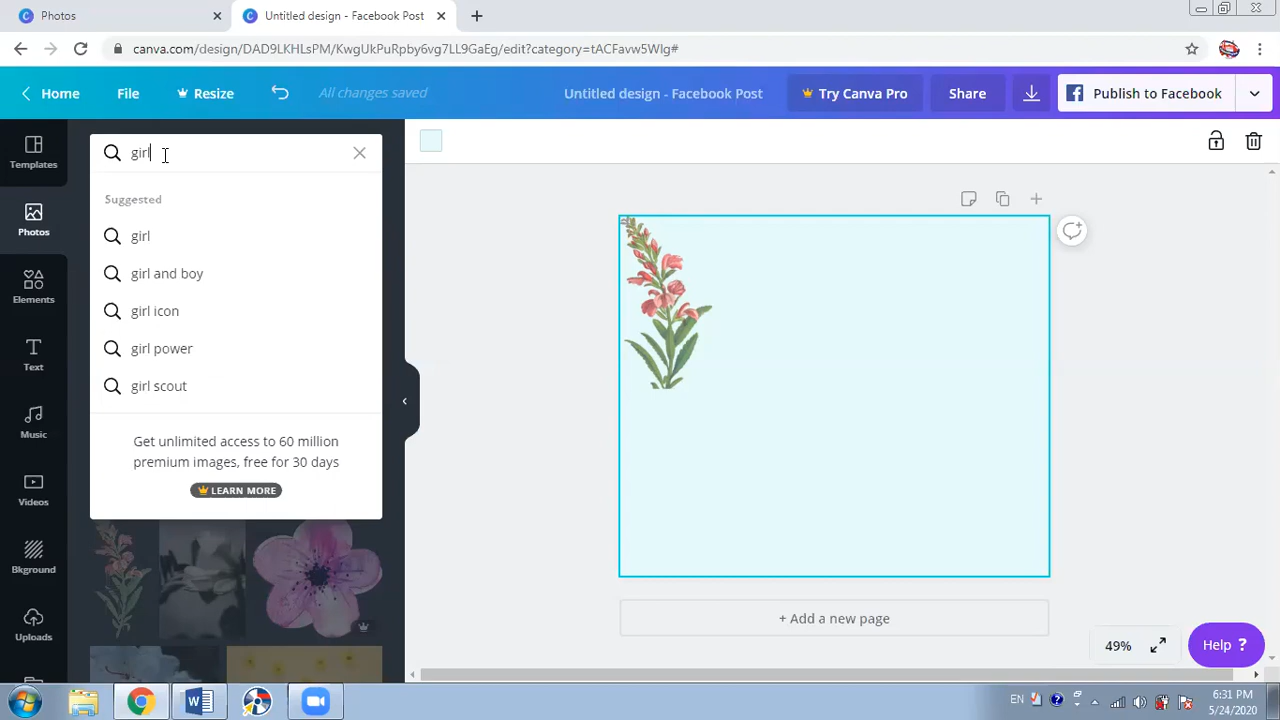 Photos
Untitled design - Facebook Post
canva.com/design/DAD9LKHLsPM/KwgUkPuRpby6vg7LL9GaEg/edit?category=tACFavw5WIg#
Home
File
Resize
All changes saved
Untitled design - Facebook Post
Try Canva Pro
Share
Publish to Facebook
Templates
Photos
Elements
Text
Music
Videos
Bkground
Uploads
girl
Suggested
girl
girl and boy
girl icon
girl power
girl scout
Get unlimited access to 60 million
premium images, free for 30 days
LEARN MORE
+ Add a new page
49%
Help ?
EN
6:31 PM
5/24/2020